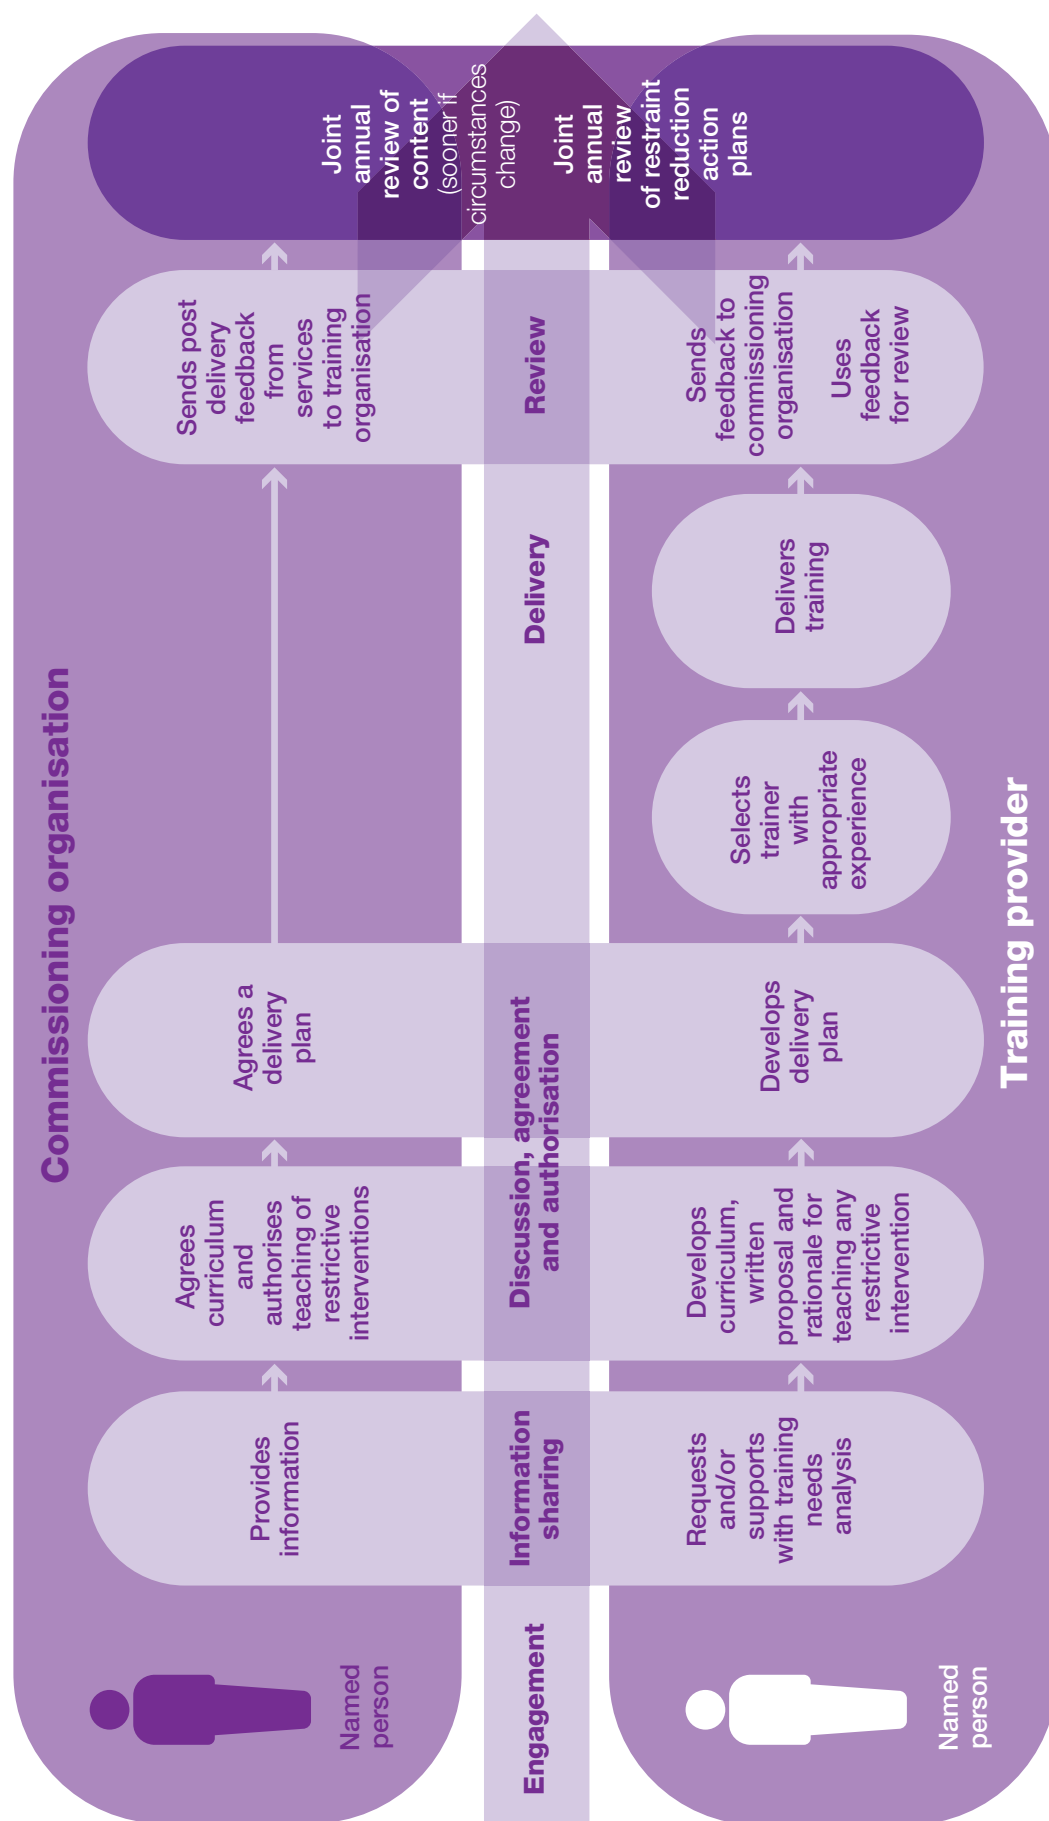 Commissioning organisation
Named
person
Provides
information
Agrees
curriculum
and
authorises
teaching of
restrictive
interventions
Agrees a
delivery
plan
Sends post
delivery
feedback
from
services
to training
organisation
Joint
annual
review of
content
(sooner if
circumstances
change)
Engagement
Information
sharing
Discussion, agreement
and authorisation
Delivery
Review
Joint
annual
review
of restraint
reduction
action
plans
Named
person
Requests
and/or
supports
with training
needs
analysis
Develops
curriculum,
written
proposal and
rationale for
teaching any
restrictive
intervention
Develops
delivery
plan
Selects
trainer
with
appropriate
experience
Delivers
training
Sends
feedback to
commissioning
organisation
Uses
feedback
for review
Training provider